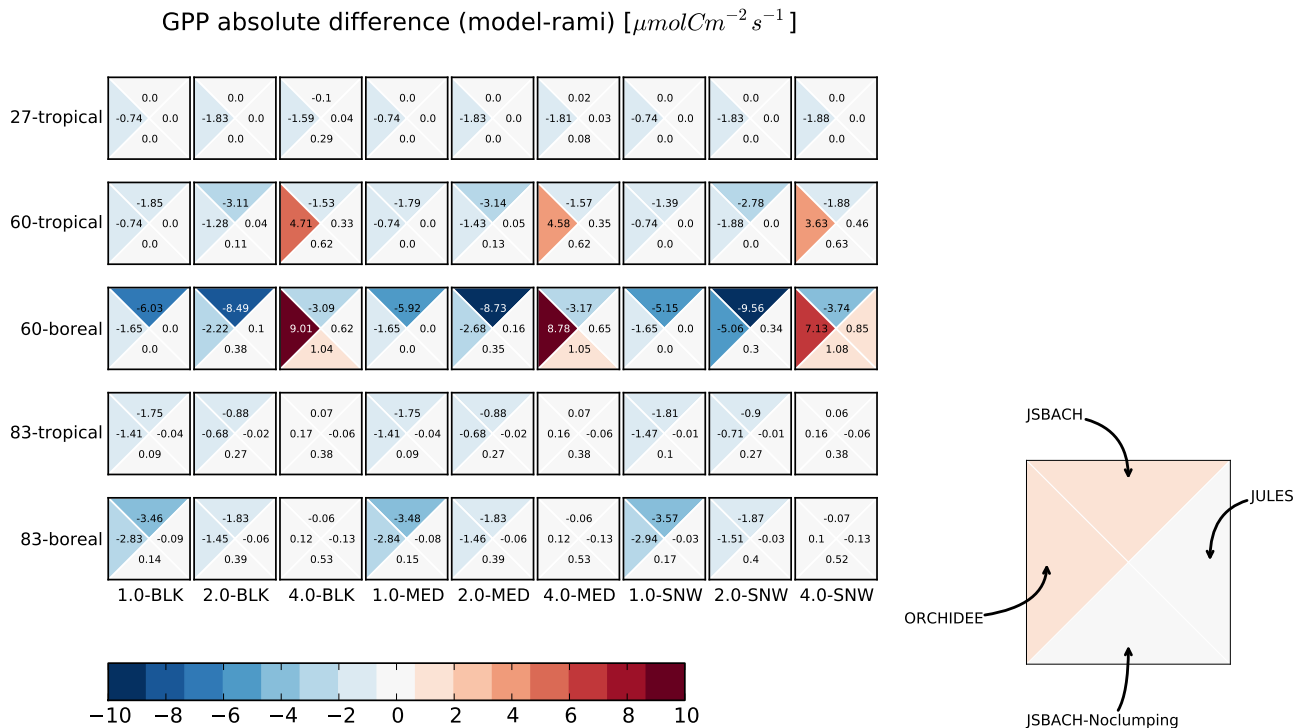 GPP absolute difference (model-rami) [μmolCm⁻² s⁻¹]
0.0 0.0 -0.1 0.0 0.0 0.02 0.0 0.0 0.0
27-tropical -0.74 0.0 -1.83 0.0 -1.59 0.04 -0.74 0.0 -1.83 0.0 -1.81 0.03 -0.74 0.0 -1.83 0.0 -1.88 0.0
0.0 0.0 0.29 0.0 0.0 0.08 0.0 0.0 0.0
-1.85 -3.11 -1.53 -1.79 -3.14 -1.57 -1.39 -2.78 -1.88
60-tropical -0.74 0.0 -1.28 0.04 4.71 0.33 -0.74 0.0 -1.43 0.05 4.58 0.35 -0.74 0.0 -1.88 0.0 3.63 0.46
0.0 0.11 0.62 0.0 0.13 0.62 0.0 0.0 0.63
-6.03 -8.49 -3.09 -5.92 -8.73 -3.17 -5.15 -9.56 -3.74
60-boreal -1.65 0.0 -2.22 0.1 9.01 0.62 -1.65 0.0 -2.68 0.16 8.78 0.65 -1.65 0.0 -5.06 0.34 7.13 0.85
0.0 0.38 1.04 0.0 0.35 1.05 0.0 0.3 1.08
-1.75 -0.88 0.07 -1.75 -0.88 0.07 -1.81 -0.9 0.06
83-tropical -1.41 -0.04 -0.68 -0.02 0.17 -0.06 -1.41 -0.04 -0.68 -0.02 0.16 -0.06 -1.47 -0.01 -0.71 -0.01 0.16 -0.06
0.09 0.27 0.38 0.09 0.27 0.38 0.1 0.27 0.38
-3.46 -1.83 -0.06 -3.48 -1.83 -0.06 -3.57 -1.87 -0.07
83-boreal -2.83 -0.09 -1.45 -0.06 0.12 -0.13 -2.84 -0.08 -1.46 -0.06 0.12 -0.13 -2.94 -0.03 -1.51 -0.03 0.1 -0.13
0.14 0.39 0.53 0.15 0.39 0.53 0.17 0.4 0.52
1.0-BLK 2.0-BLK 4.0-BLK 1.0-MED 2.0-MED 4.0-MED 1.0-SNW 2.0-SNW 4.0-SNW
−10 −8 −6 −4 −2 0 2 4 6 8 10
JSBACH
JULES
ORCHIDEE
JSBACH-Noclumping